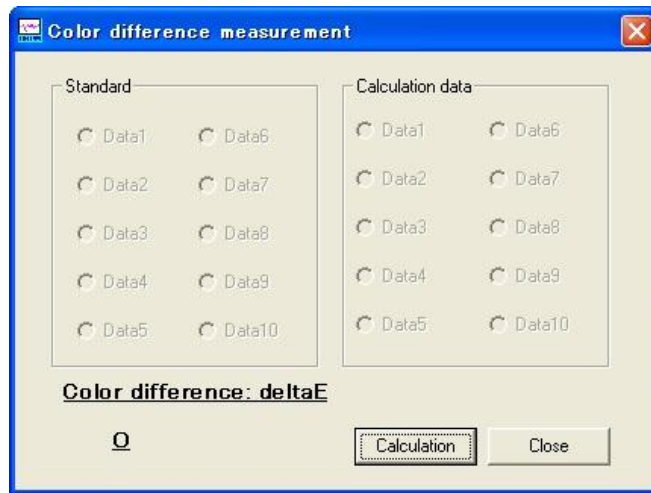 Color difference measurement
Standard
Data1 Data6
Data2 Data7
Data3 Data8
Data4 Data9
Data5 Data10
Calculation data
Data1 Data6
Data2 Data7
Data3 Data8
Data4 Data9
Data5 Data10
Color difference: deltaE
0
Calculation Close